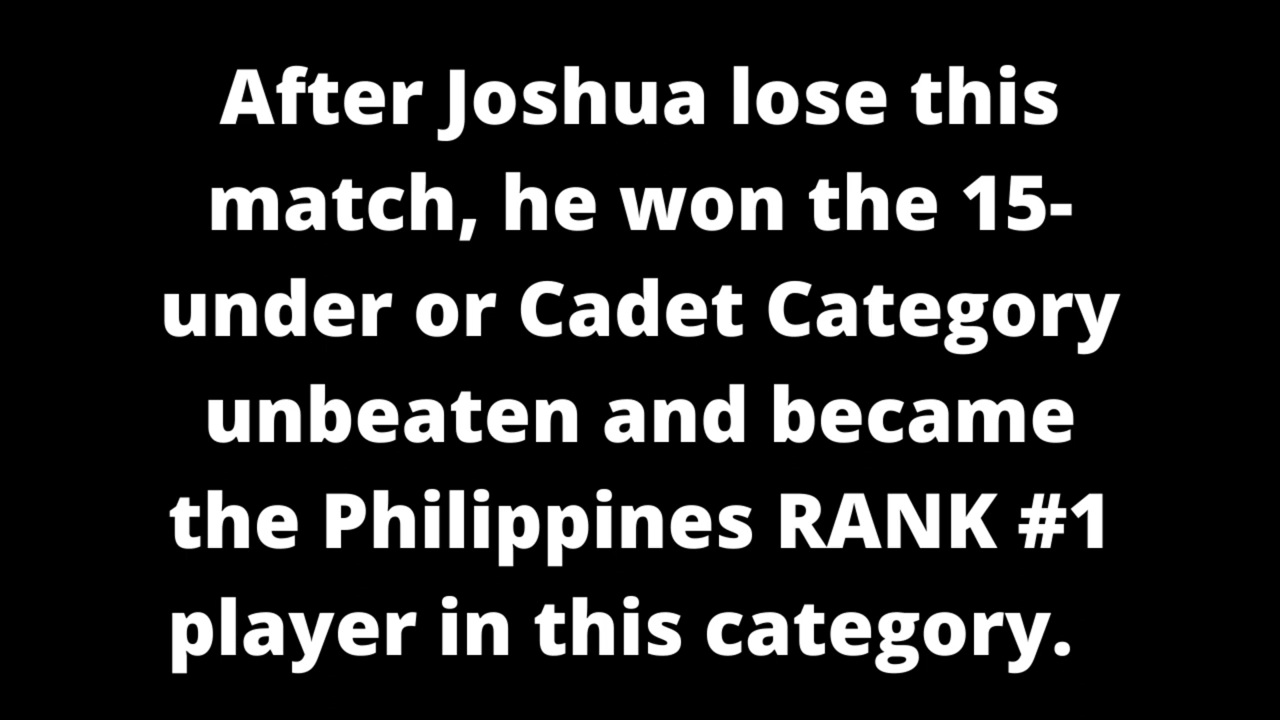 After Joshua lose this
match, he won the 15-
under or Cadet Category
unbeaten and became
the Philippines RANK #1
player in this category.